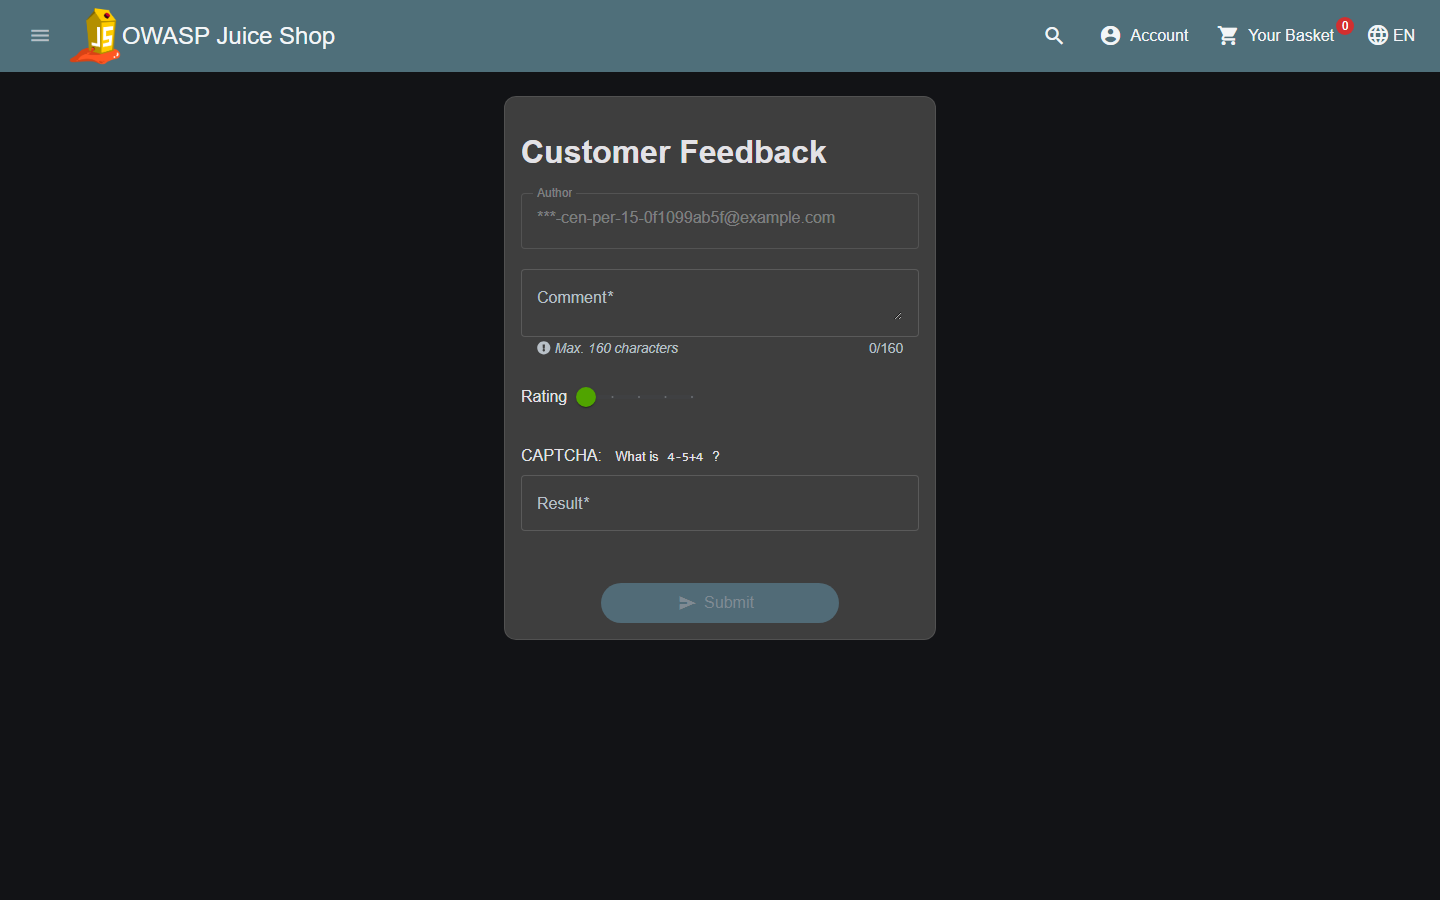 OWASP Juice Shop
Account
Your Basket
0
EN
Customer Feedback
Author
***-cen-per-15-0f1099ab5f@example.com
Comment*
Max. 160 characters
0/160
Rating
CAPTCHA: What is 4-5+4 ?
Result*
Submit